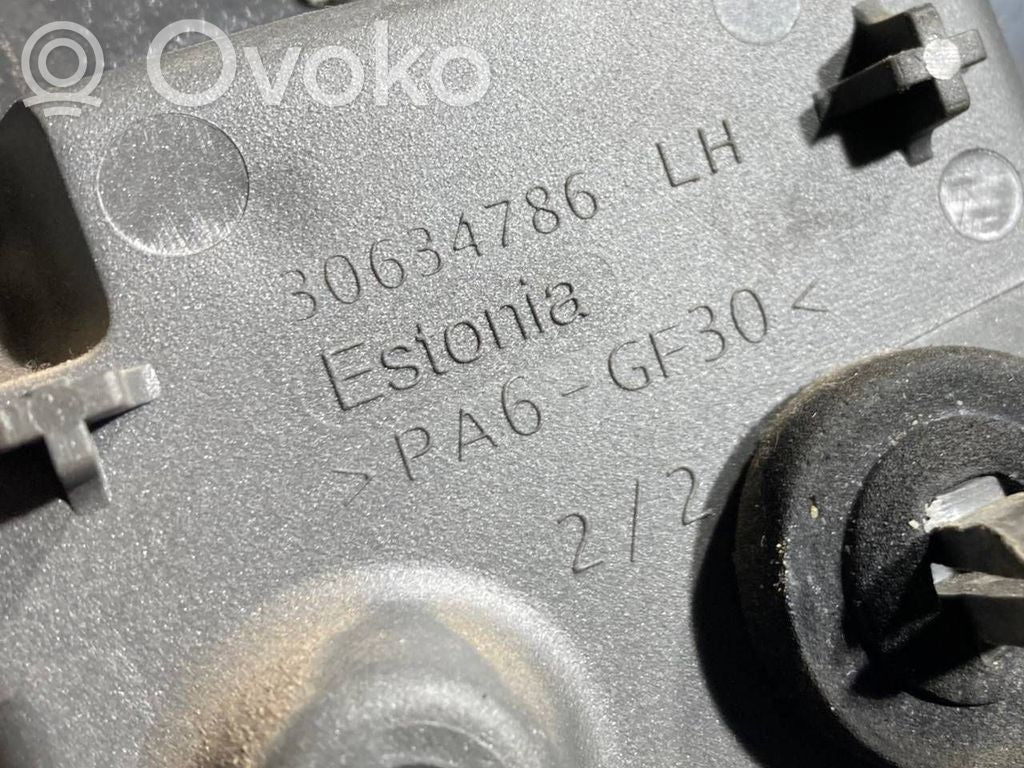 Ovoko
30634786 LH
Estonia
>PA6-GF30<
2/2